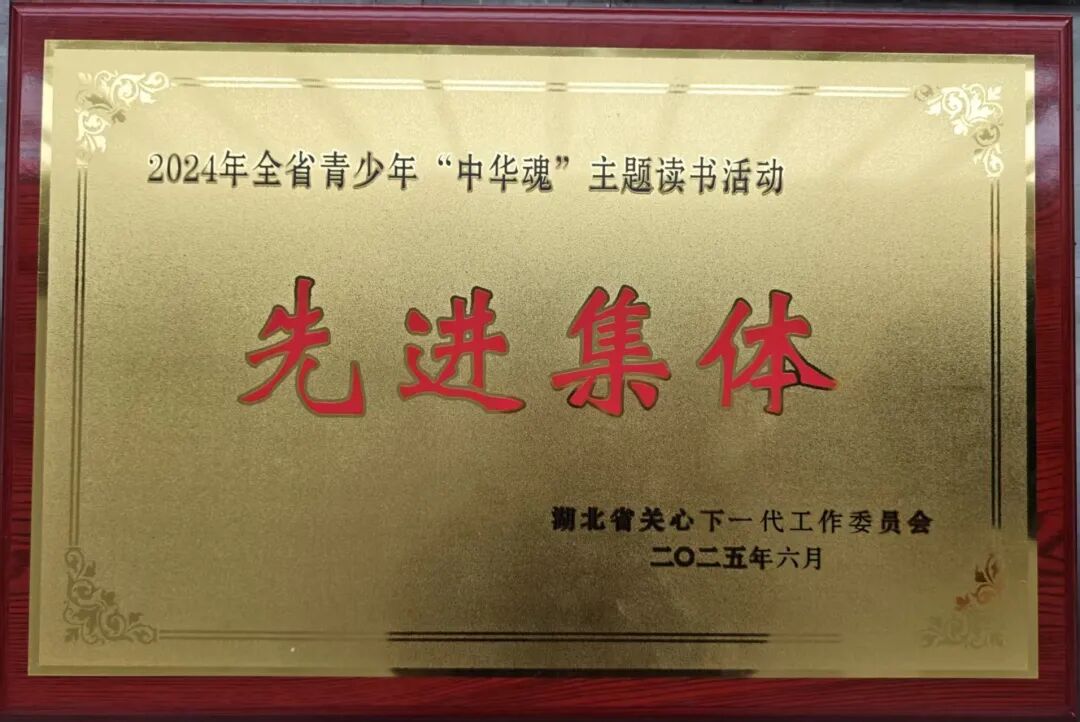 2024年全省青少年“中华魂”主题读书活动
先进集体
湖北省关心下一代工作委员会
二〇二五年六月